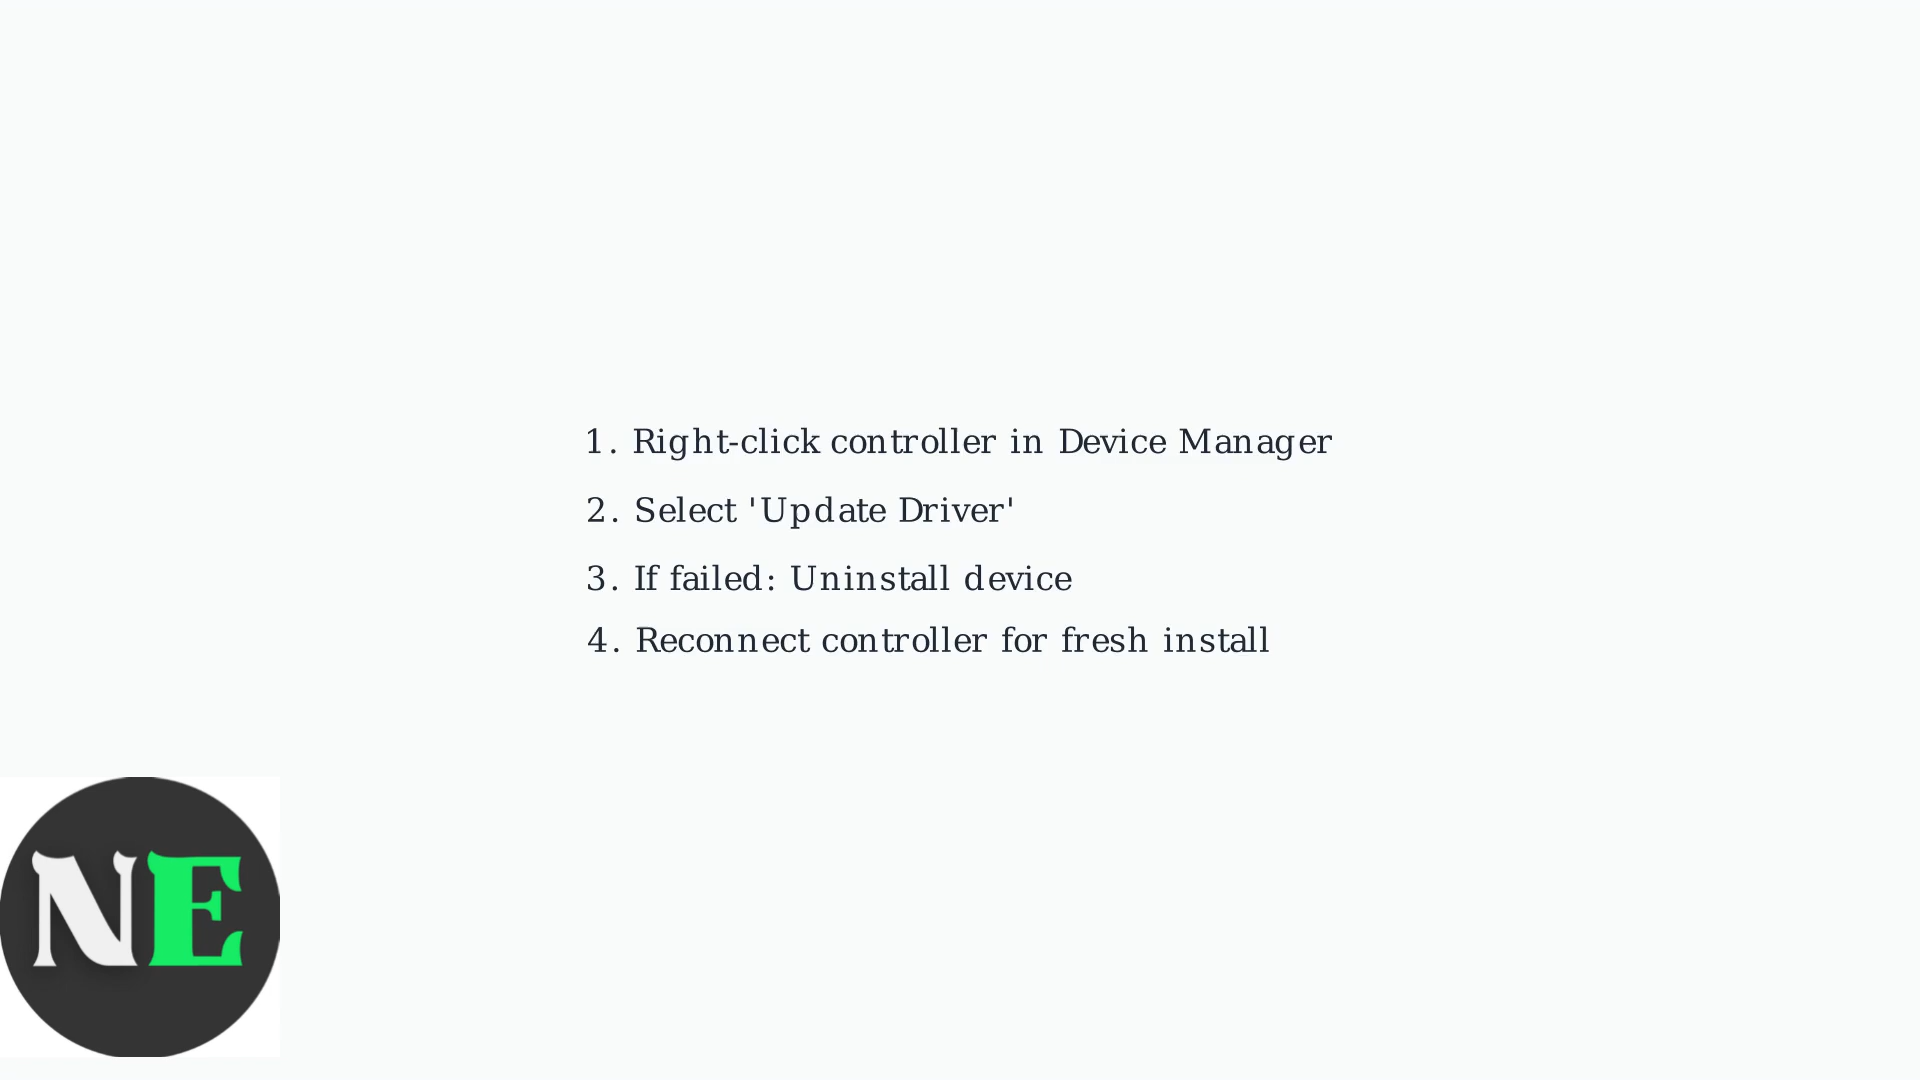 1. Right-click controller in Device Manager
2. Select 'Update Driver'
3. If failed: Uninstall device
4. Reconnect controller for fresh install
NE